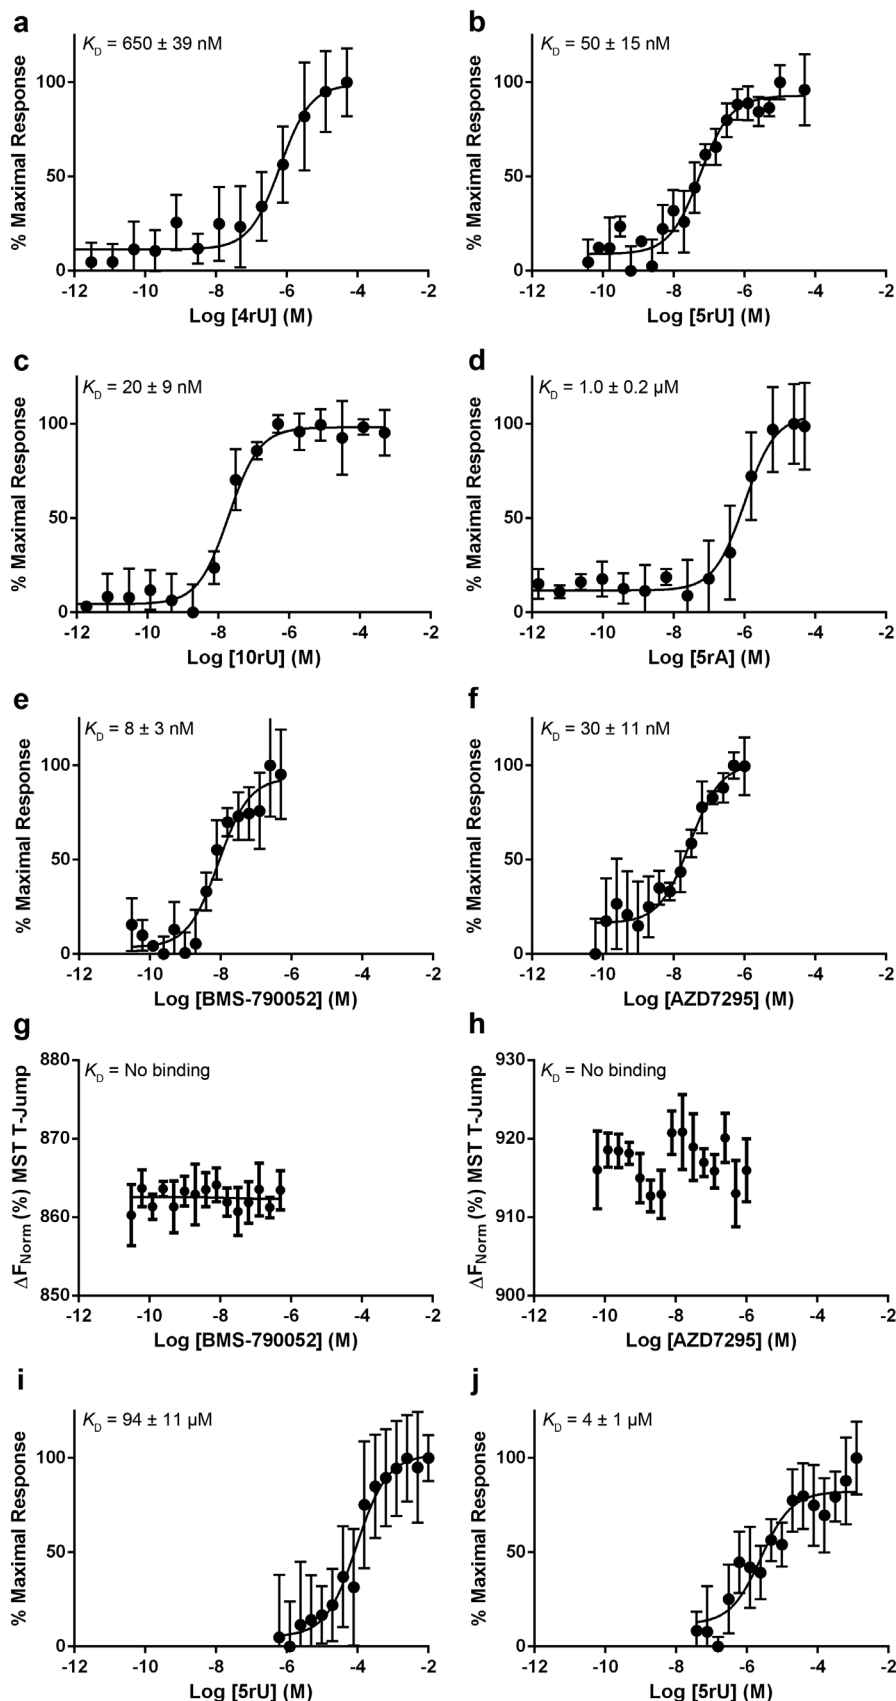 a
K_D = 650 ± 39 nM
% Maximal Response
100
50
0
-12 -10 -8 -6 -4 -2
Log [4rU] (M)
b
K_D = 50 ± 15 nM
% Maximal Response
100
50
0
-12 -10 -8 -6 -4 -2
Log [5rU] (M)
c
K_D = 20 ± 9 nM
% Maximal Response
100
50
0
-12 -10 -8 -6 -4 -2
Log [10rU] (M)
d
K_D = 1.0 ± 0.2 µM
% Maximal Response
100
50
0
-12 -10 -8 -6 -4 -2
Log [5rA] (M)
e
K_D = 8 ± 3 nM
% Maximal Response
100
50
0
-12 -10 -8 -6 -4 -2
Log [BMS-790052] (M)
f
K_D = 30 ± 11 nM
% Maximal Response
100
50
0
-12 -10 -8 -6 -4 -2
Log [AZD7295] (M)
g
K_D = No binding
ΔF_Norm (%) MST T-Jump
880
870
860
850
-12 -10 -8 -6 -4 -2
Log [BMS-790052] (M)
h
K_D = No binding
ΔF_Norm (%) MST T-Jump
930
920
910
900
-12 -10 -8 -6 -4 -2
Log [AZD7295] (M)
i
K_D = 94 ± 11 µM
% Maximal Response
100
50
0
-12 -10 -8 -6 -4 -2
Log [5rU] (M)
j
K_D = 4 ± 1 µM
% Maximal Response
100
50
0
-12 -10 -8 -6 -4 -2
Log [5rU] (M)